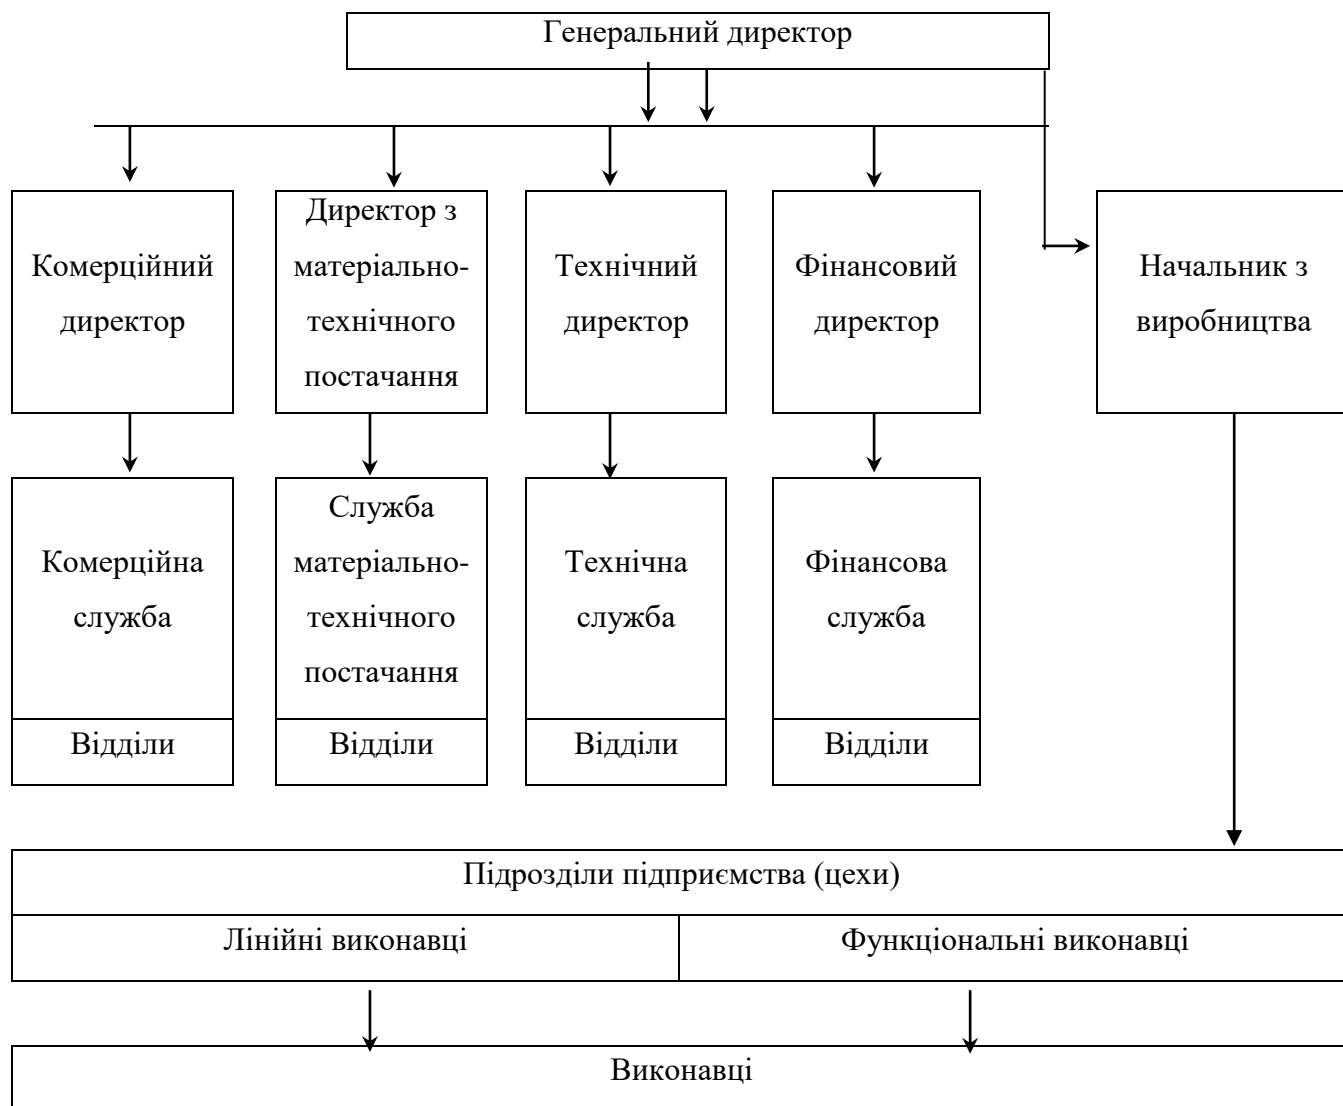 Генеральний директор
Комерційний
директор
Директор з
матеріально-
технічного
постачання
Технічний
директор
Фінансовий
директор
Начальник з
виробництва
Комерційна
служба
Відділи
Служба
матеріально-
технічного
постачання
Відділи
Технічна
служба
Відділи
Фінансова
служба
Відділи
Підрозділи підприємства (цехи)
Лінійні виконавці
Функціональні виконавці
Виконавці